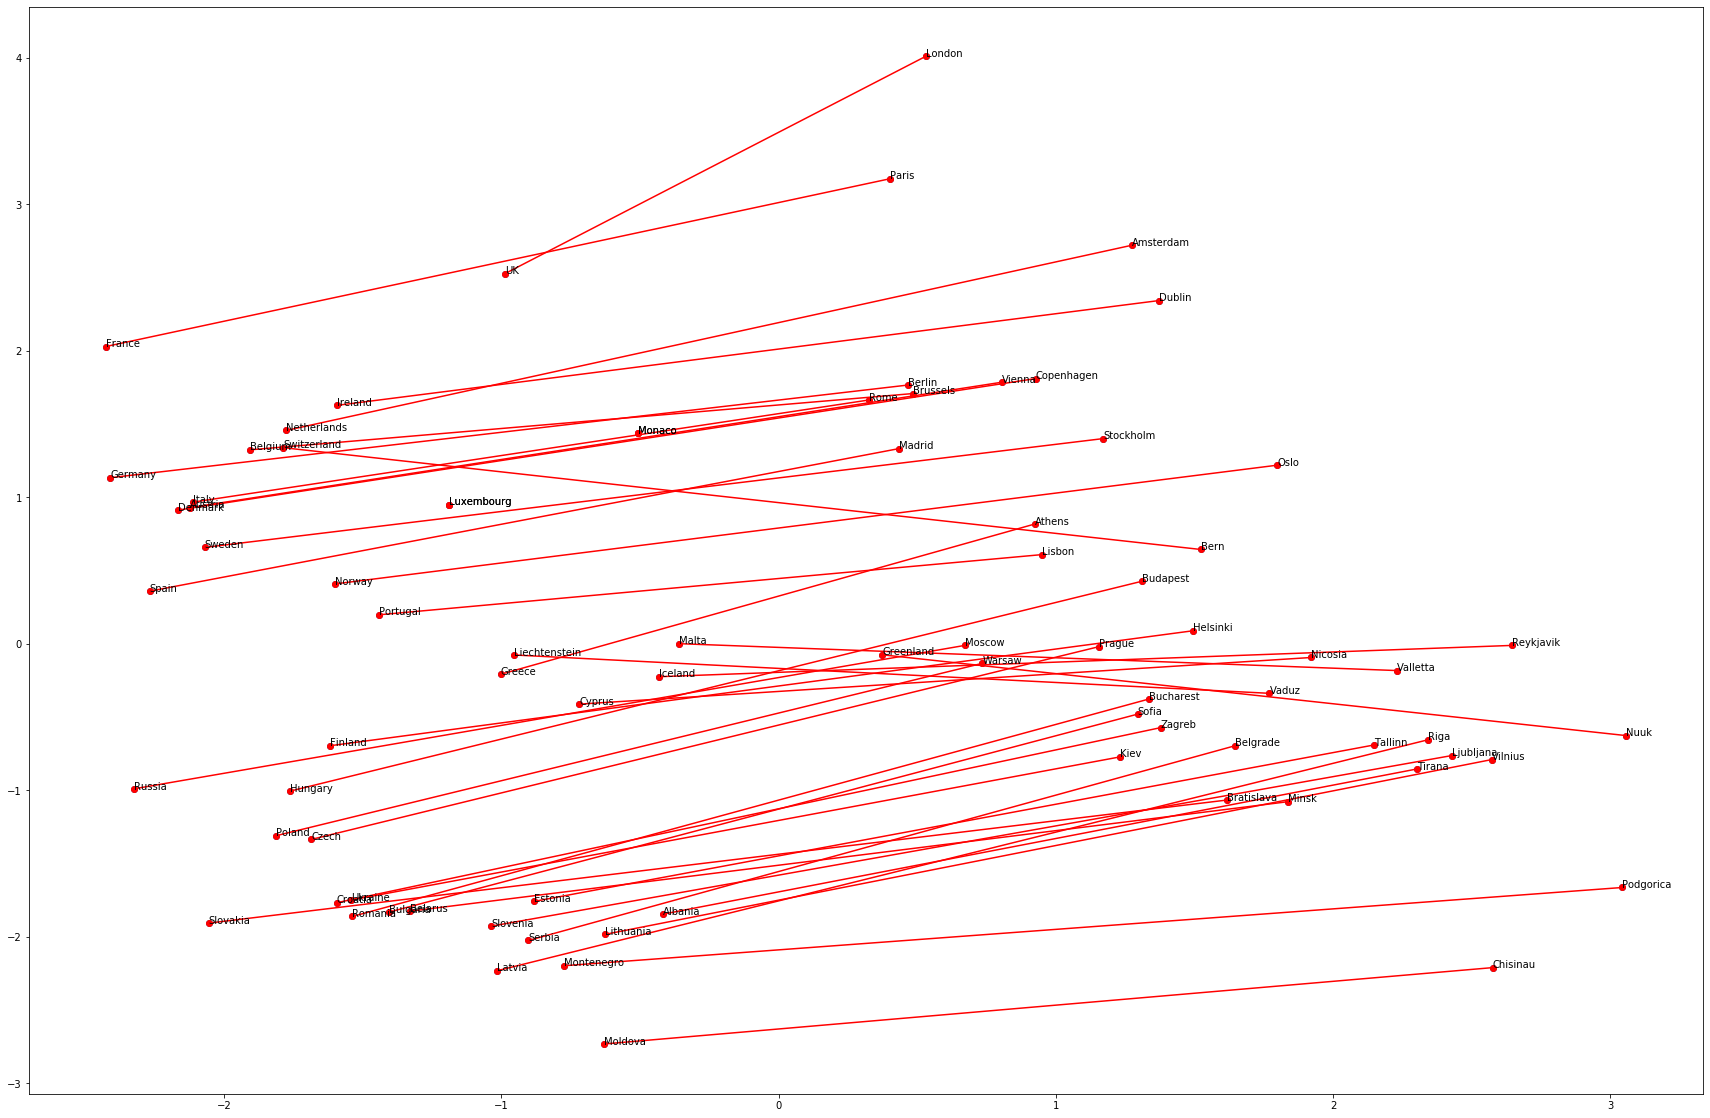 London
4
Paris
3
Amsterdam
UK
Dublin
France
2
Berlin
Copenhagen
Vienna
Brussels
Rome
Ireland
Netherlands
Monaco
Switzerland
Belgium
Madrid
Stockholm
Oslo
Germany
1
Italy
Denmark
Luxembourg
Athens
Sweden
Bern
Lisbon
Spain
Norway
Budapest
Portugal
Helsinki
0
Malta
Moscow
Prague
Reykjavik
Liechtenstein
Greenland
Nicosia
Warsaw
Greece
Iceland
Valletta
Vaduz
Cyprus
Bucharest
Sofia
Zagreb
Nuuk
Finland
Belgrade
Tallinn
Riga
Kiev
Ljubljana
Vilnius
Tirana
Russia
Hungary
−1
Bratislava
Minsk
Poland
Czech
Podgorica
Croatia
Ukraine
Estonia
Slovakia
Romania
Bulgaria
Belarus
Albania
Slovenia
−2
Serbia
Lithuania
Latvia
Montenegro
Chisinau
Moldova
−3
−2
−1
0
1
2
3